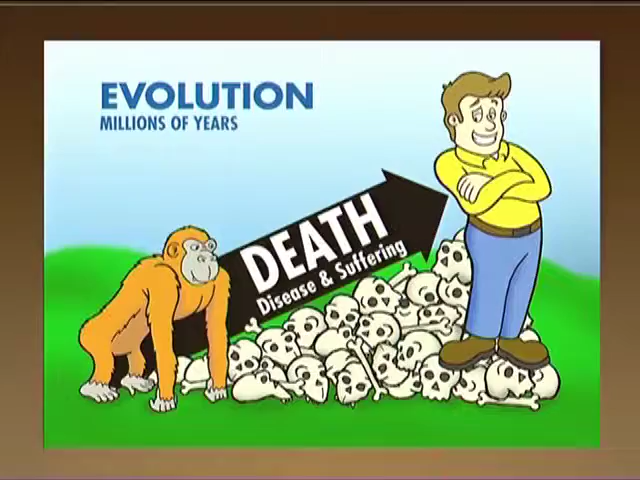 EVOLUTION
MILLIONS OF YEARS
DEATH
Disease & Suffering